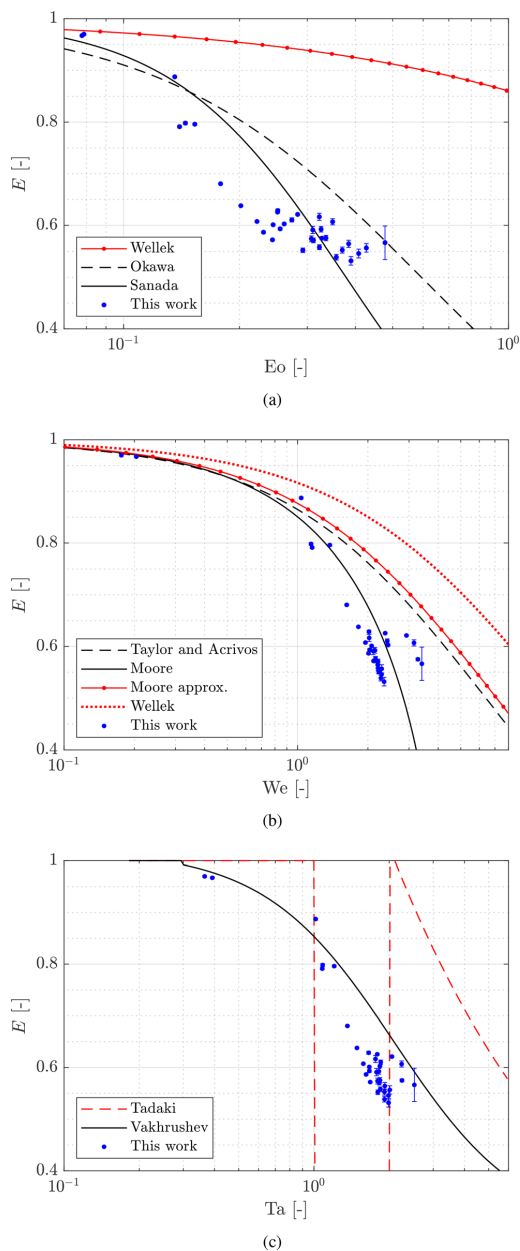 1
0.8
0.6
0.4
E [-]
Wellek
Okawa
Sanada
This work
10^-1
10^0
Eo [-]
(a)
1
0.8
0.6
0.4
E [-]
Taylor and Acrivos
Moore
Moore approx.
Wellek
This work
10^-1
10^0
We [-]
(b)
1
0.8
0.6
0.4
E [-]
Tadaki
Vakhrushev
This work
10^-1
10^0
Ta [-]
(c)